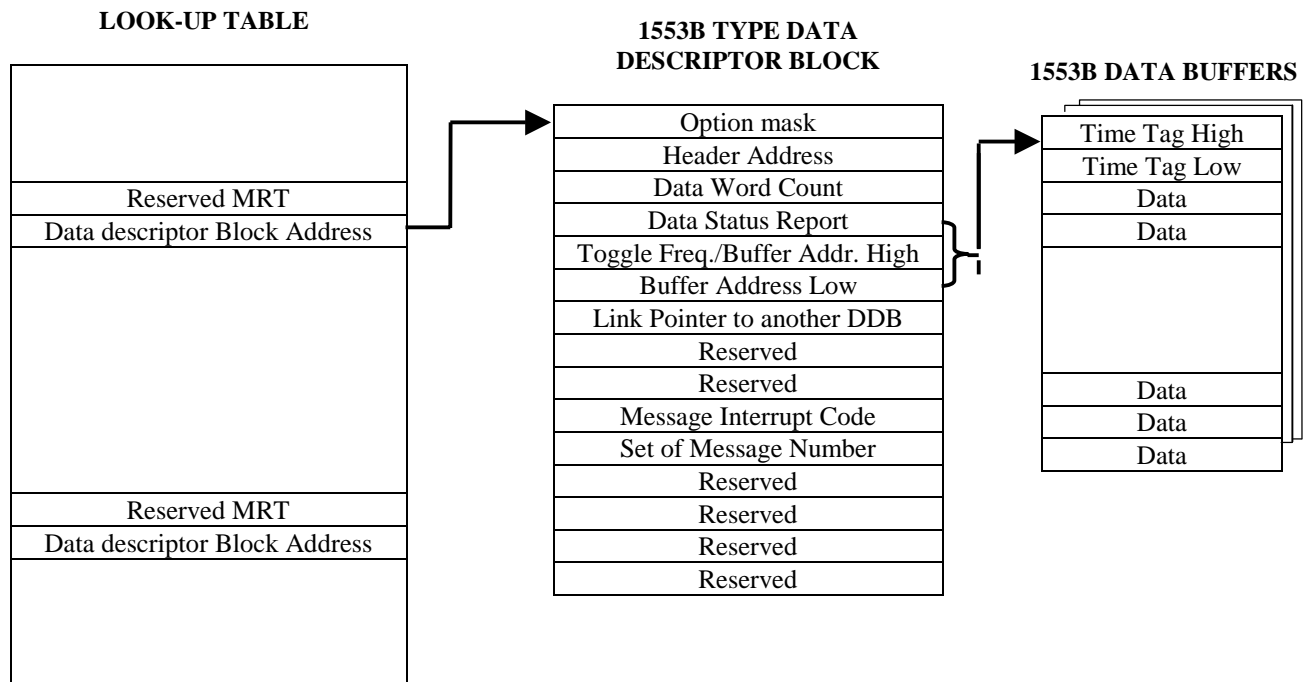 LOOK-UP TABLE
Reserved MRT
Data descriptor Block Address
Reserved MRT
Data descriptor Block Address
1553B TYPE DATA
DESCRIPTOR BLOCK
Option mask
Header Address
Data Word Count
Data Status Report
Toggle Freq./Buffer Addr. High
Buffer Address Low
Link Pointer to another DDB
Reserved
Reserved
Message Interrupt Code
Set of Message Number
Reserved
Reserved
Reserved
Reserved
1553B DATA BUFFERS
Time Tag High
Time Tag Low
Data
Data
Data
Data
Data